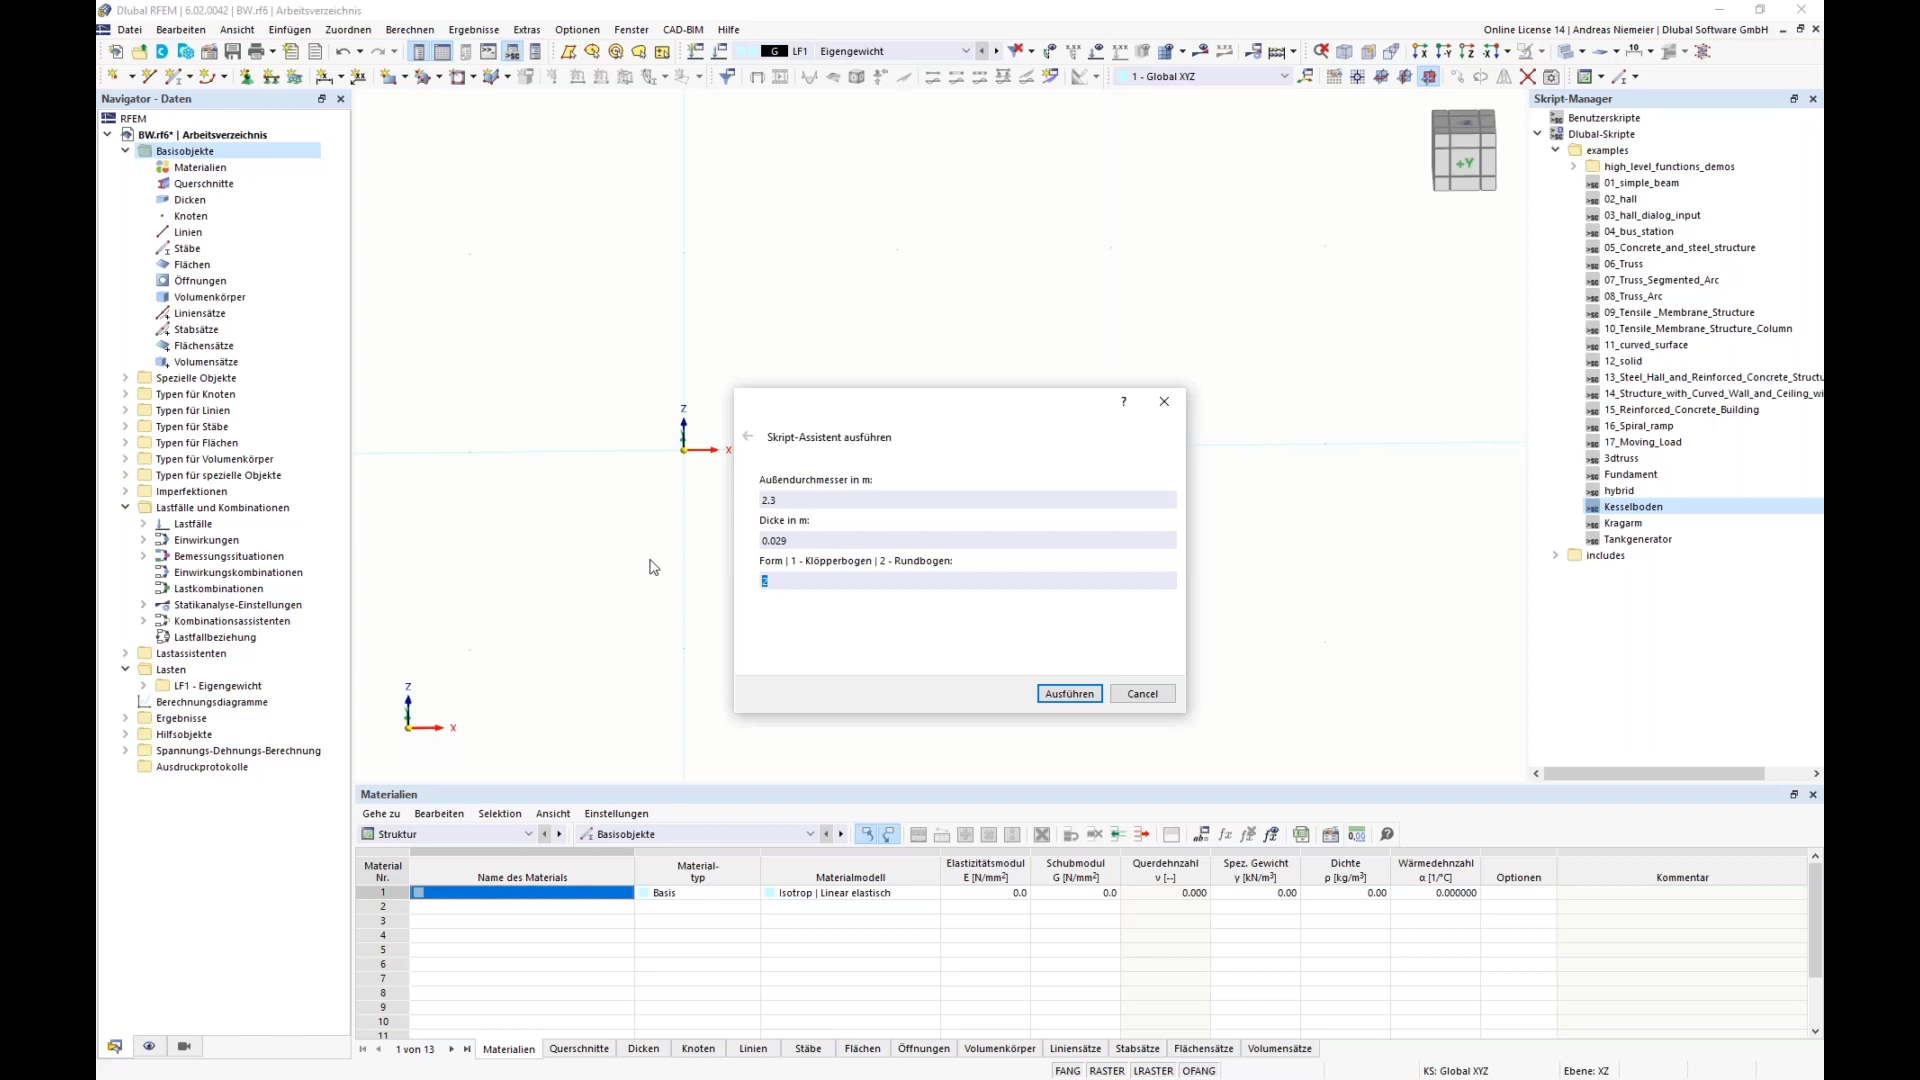 Dlubal RFEM | 6.02.0042 | BW.rf6* | Arbeitsverzeichnis
Datei Bearbeiten Ansicht Einfügen Zuordnen Berechnen Ergebnisse Extras Optionen Fenster CAD-BIM Hilfe
Online License 14 | Andreas Niemeier | Dlubal Software GmbH
G LF1 Eigengewicht
1 - Global XYZ
Navigator - Daten
RFEM
BW.rf6* | Arbeitsverzeichnis
Basisobjekte
Materialien
Querschnitte
Dicken
Knoten
Linien
Stäbe
Flächen
Öffnungen
Volumenkörper
Liniensätze
Stabsätze
Flächensätze
Volumensätze
Spezielle Objekte
Typen für Knoten
Typen für Linien
Typen für Stäbe
Typen für Flächen
Typen für Volumenkörper
Typen für spezielle Objekte
Imperfektionen
Lastfälle und Kombinationen
Lastfälle
Einwirkungen
Bemessungssituationen
Einwirkungskombinationen
Lastkombinationen
Statikanalyse-Einstellungen
Kombinationsassistenten
Lastfallbeziehung
Lastassistenten
Lasten
LF1 - Eigengewicht
Berechnungsdiagramme
Ergebnisse
Hilfsobjekte
Spannungs-Dehnungs-Berechnung
Ausdruckprotokolle
+Y
Z
X
Z
X
Skript-Assistent ausführen
Außendurchmesser in m:
2.3
Dicke in m:
0.029
Form | 1 - Klöpperbogen | 2 - Rundbogen:
2
Ausführen Cancel
Skript-Manager
Benutzerskripte
Dlubal-Skripte
examples
high_level_functions_demos
01_simple_beam
02_hall
03_hall_dialog_input
04_bus_station
05_Concrete_and_steel_structure
06_Truss
07_Truss_Segmented_Arc
08_Truss_Arc
09_Tensile _Membrane_Structure
10_Tensile_Membrane_Structure_Column
11_curved_surface
12_solid
13_Steel_Hall_and_Reinforced_Concrete_Structu
14_Structure_with_Curved_Wall_and_Ceiling_wi
15_Reinforced_Concrete_Building
16_Spiral_ramp
17_Moving_Load
3dtruss
Fundament
hybrid
Kesselboden
Kragarm
Tankgenerator
includes
Materialien
Gehe zu Bearbeiten Selektion Ansicht Einstellungen
Struktur Basisobjekte
Material Nr. Name des Materials Material-typ Materialmodell Elastizitätsmodul E [N/mm²] Schubmodul G [N/mm²] Querdehnzahl ν [--] Spez. Gewicht γ [kN/m³] Dichte ρ [kg/m³] Wärmedehnzahl α [1/°C] Optionen Kommentar
1 Basis Isotrop | Linear elastisch 0.0 0.0 0.000 0.00 0.00 0.000000
2
3
4
5
6
7
8
9
10
11
1 von 13 Materialien Querschnitte Dicken Knoten Linien Stäbe Flächen Öffnungen Volumenkörper Liniensätze Stabsätze Flächensätze Volumensätze
FANG RASTER LRASTER OFANG KS: Global XYZ Ebene: XZ